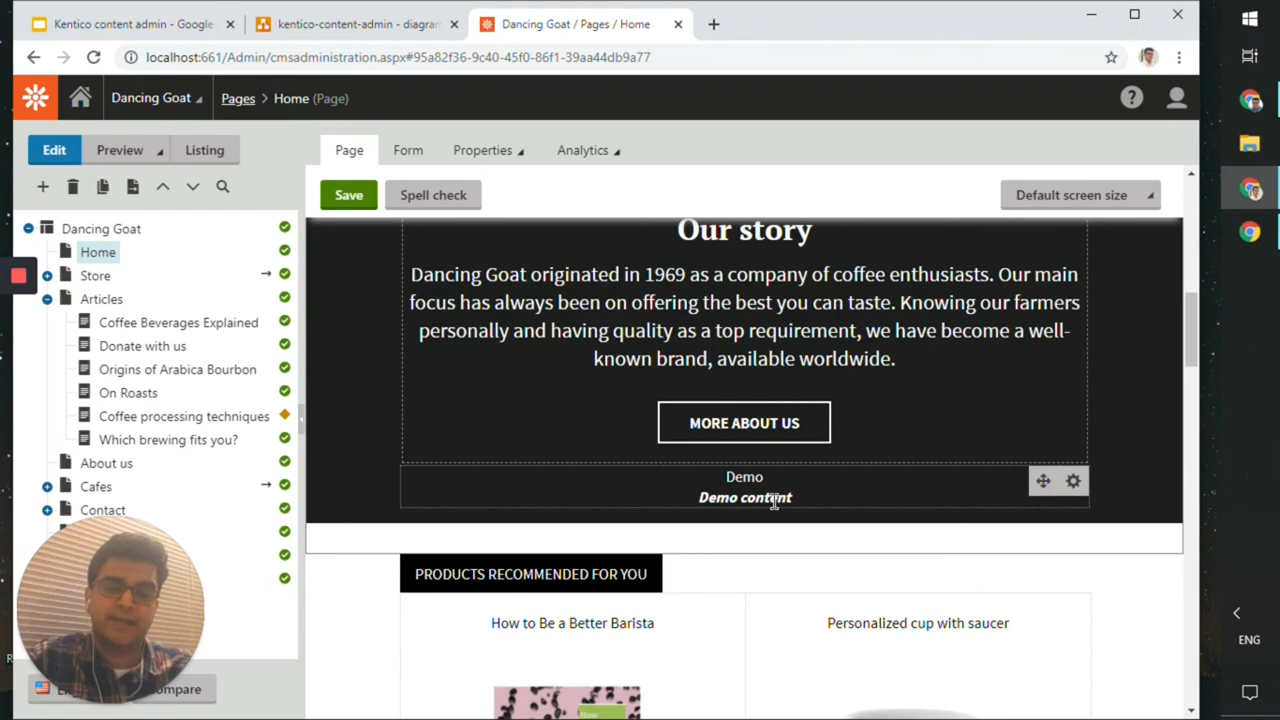 Kentico content admin - Google
kentico-content-admin - diagram
Dancing Goat / Pages / Home
localhost:661/Admin/cmsadministration.aspx#95a82f36-9c40-45f0-86f1-39aa44db9a77
Dancing Goat
Pages > Home (Page)
Edit
Preview
Listing
Page
Form
Properties
Analytics
Save
Spell check
Default screen size
Dancing Goat
Home
Store
Articles
Coffee Beverages Explained
Donate with us
Origins of Arabica Bourbon
On Roasts
Coffee processing techniques
Which brewing fits you?
About us
Cafes
Contact
Our story
Dancing Goat originated in 1969 as a company of coffee enthusiasts. Our main
focus has always been on offering the best you can taste. Knowing our farmers
personally and having quality as a top requirement, we have become a well-
known brand, available worldwide.
MORE ABOUT US
Demo
Demo content
PRODUCTS RECOMMENDED FOR YOU
How to Be a Better Barista
Personalized cup with saucer
How
ENG